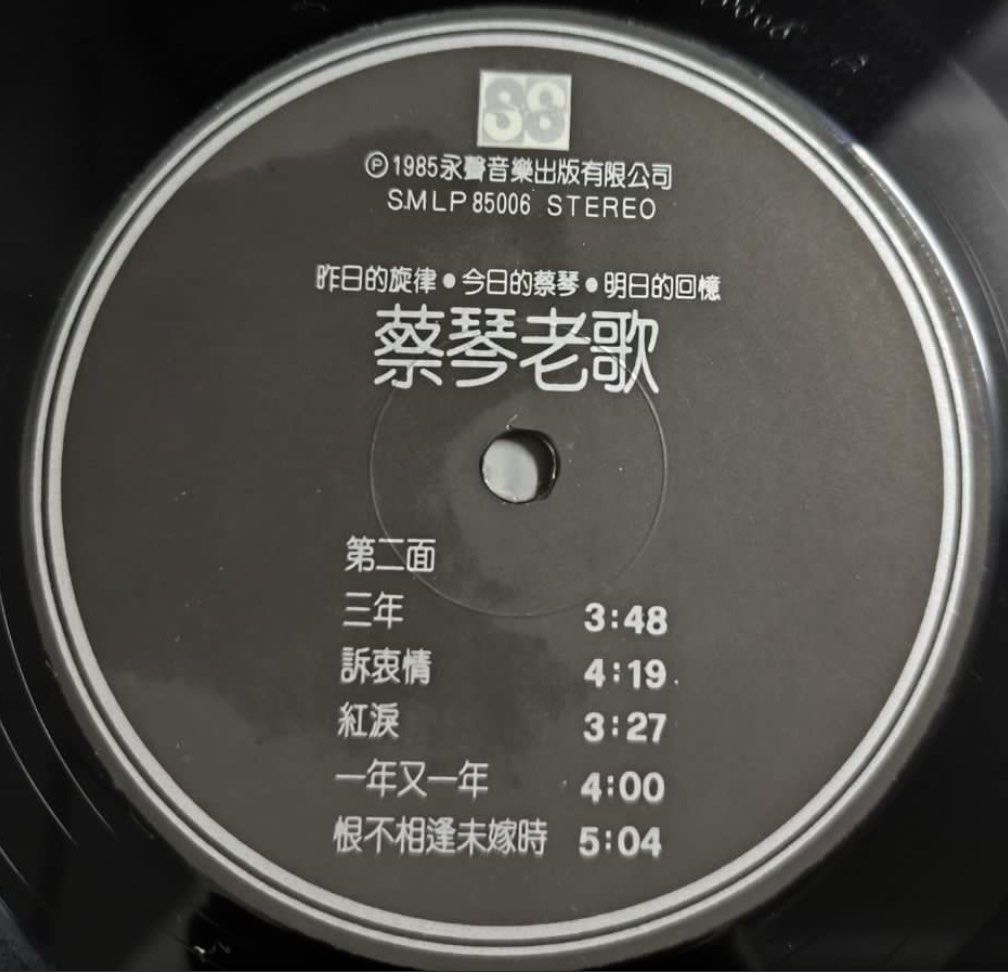 88
Ⓟ1985永聲音樂出版有限公司
SMLP 85006 STEREO
昨日的旋律●今日的蔡琴●明日的回憶
蔡琴老歌
第二面
三年 3:48
訴衷情 4:19
紅淚 3:27
一年又一年 4:00
恨不相逢未嫁時 5:04